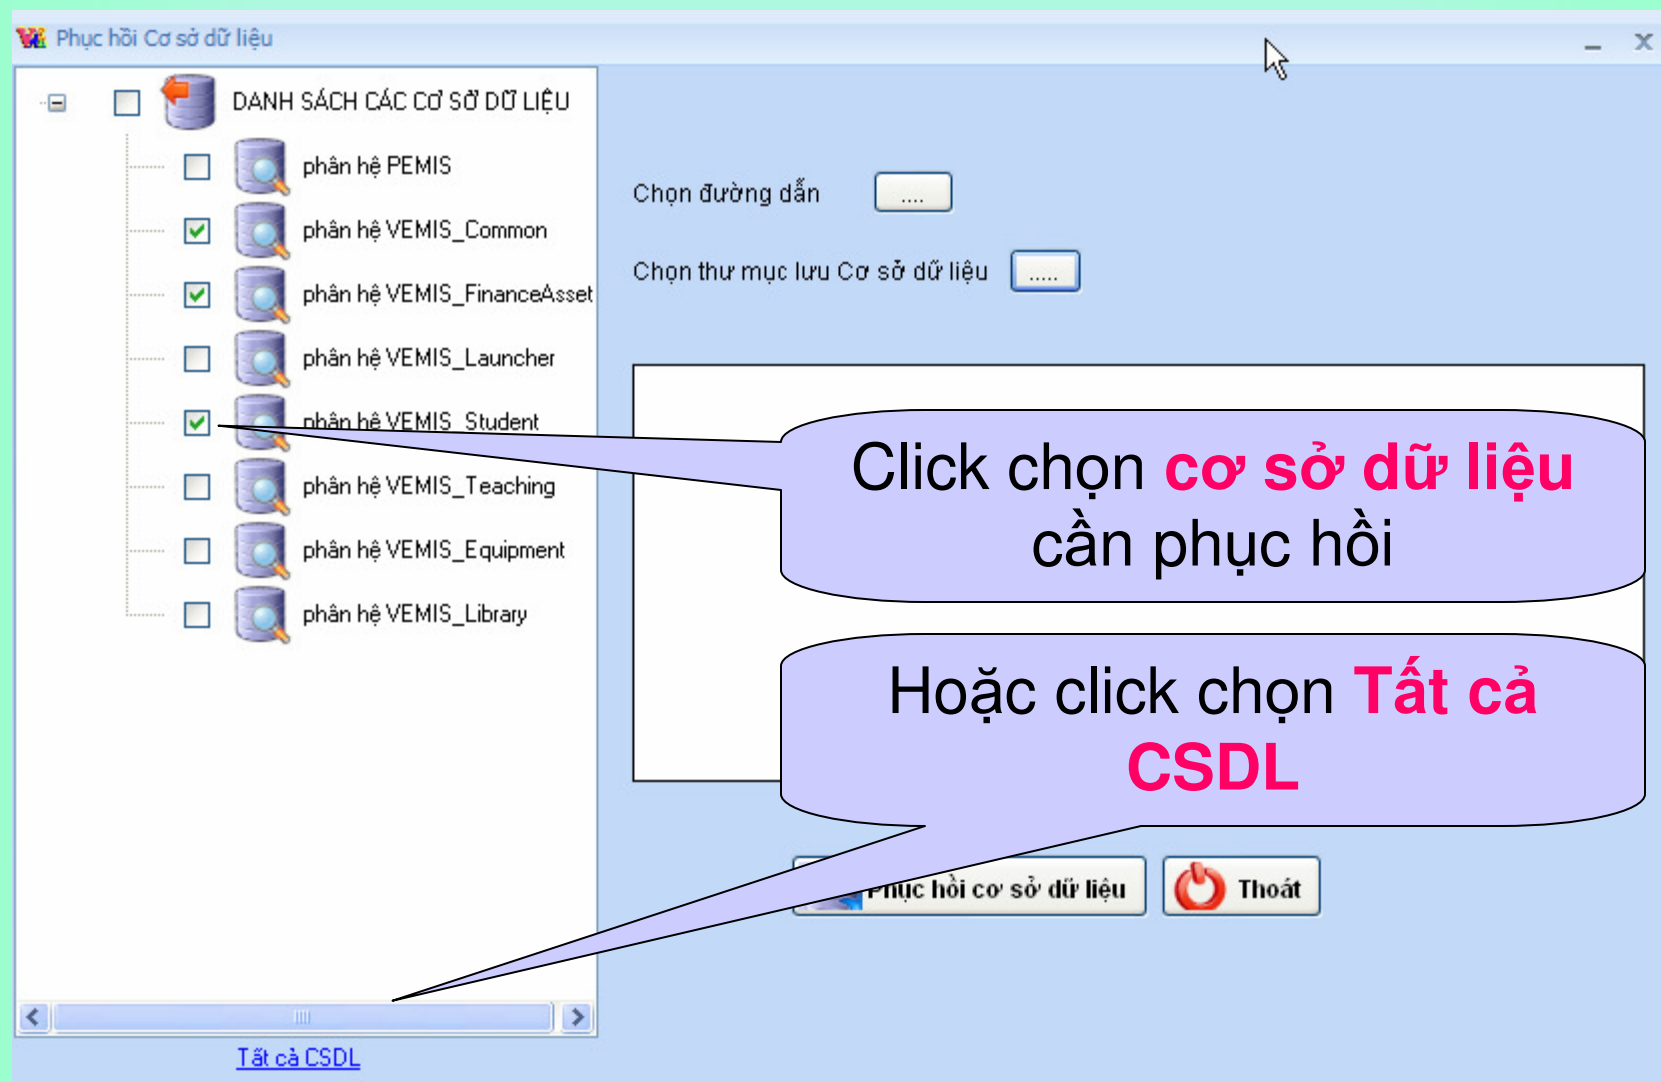 Phục hồi Cơ sở dữ liệu
DANH SÁCH CÁC CƠ SỞ DỮ LIỆU
phân hệ PEMIS
phân hệ VEMIS_Common
phân hệ VEMIS_FinanceAsset
phân hệ VEMIS_Launcher
phân hệ VEMIS_Student
phân hệ VEMIS_Teaching
phân hệ VEMIS_Equipment
phân hệ VEMIS_Library
Tất cả CSDL
Chọn đường dẫn ....
Chọn thư mục lưu Cơ sở dữ liệu .....
Click chọn cơ sở dữ liệu
cần phục hồi
Hoặc click chọn Tất cả
CSDL
Phục hồi cơ sở dữ liệu
Thoát